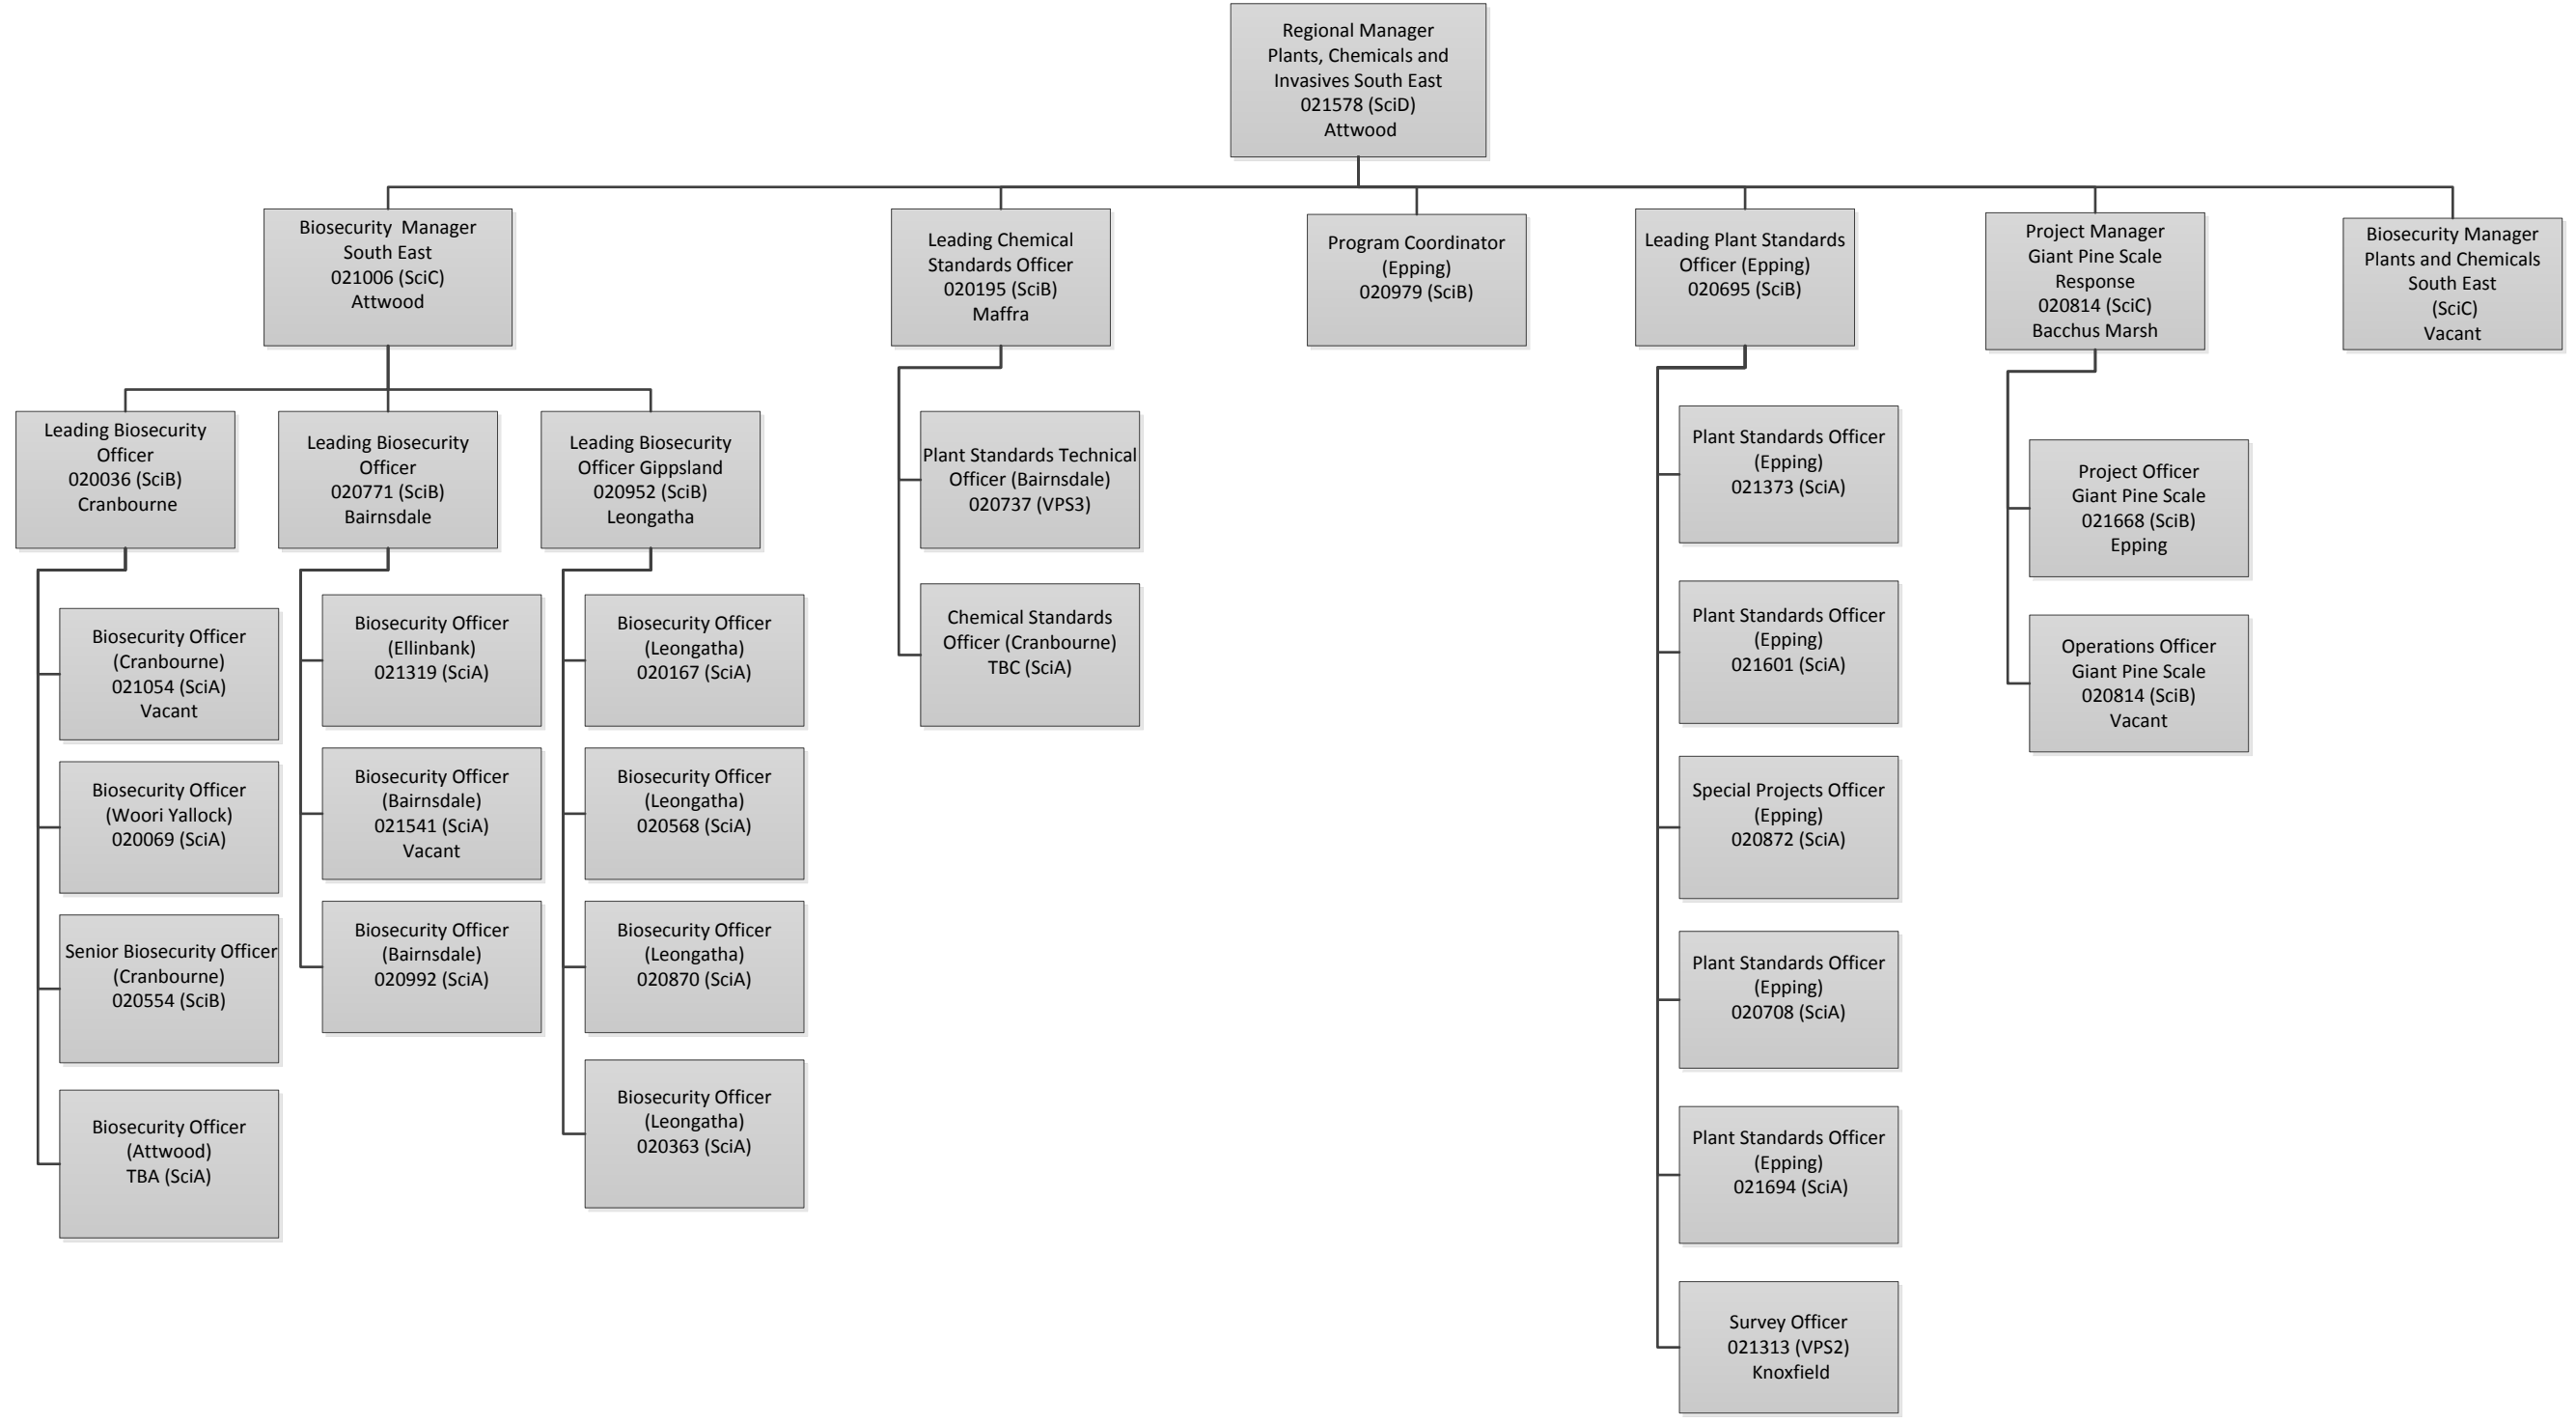 Regional Manager
Plants, Chemicals and
Invasives South East
021578 (SciD)
Attwood
Biosecurity Manager
South East
021006 (SciC)
Attwood
Leading Chemical
Standards Officer
020195 (SciB)
Maffra
Program Coordinator
(Epping)
020979 (SciB)
Leading Plant Standards
Officer (Epping)
020695 (SciB)
Project Manager
Giant Pine Scale
Response
020814 (SciC)
Bacchus Marsh
Biosecurity Manager
Plants and Chemicals
South East
(SciC)
Vacant
Leading Biosecurity
Officer
020036 (SciB)
Cranbourne
Leading Biosecurity
Officer
020771 (SciB)
Bairnsdale
Leading Biosecurity
Officer Gippsland
020952 (SciB)
Leongatha
Biosecurity Officer
(Cranbourne)
021054 (SciA)
Vacant
Biosecurity Officer
(Woori Yallock)
020069 (SciA)
Senior Biosecurity Officer
(Cranbourne)
020554 (SciB)
Biosecurity Officer
(Attwood)
TBA (SciA)
Biosecurity Officer
(Ellinbank)
021319 (SciA)
Biosecurity Officer
(Bairnsdale)
021541 (SciA)
Vacant
Biosecurity Officer
(Bairnsdale)
020992 (SciA)
Biosecurity Officer
(Leongatha)
020167 (SciA)
Biosecurity Officer
(Leongatha)
020568 (SciA)
Biosecurity Officer
(Leongatha)
020870 (SciA)
Biosecurity Officer
(Leongatha)
020363 (SciA)
Plant Standards Technical
Officer (Bairnsdale)
020737 (VPS3)
Chemical Standards
Officer (Cranbourne)
TBC (SciA)
Plant Standards Officer
(Epping)
021373 (SciA)
Plant Standards Officer
(Epping)
021601 (SciA)
Special Projects Officer
(Epping)
020872 (SciA)
Plant Standards Officer
(Epping)
020708 (SciA)
Plant Standards Officer
(Epping)
021694 (SciA)
Survey Officer
021313 (VPS2)
Knoxfield
Project Officer
Giant Pine Scale
021668 (SciB)
Epping
Operations Officer
Giant Pine Scale
020814 (SciB)
Vacant